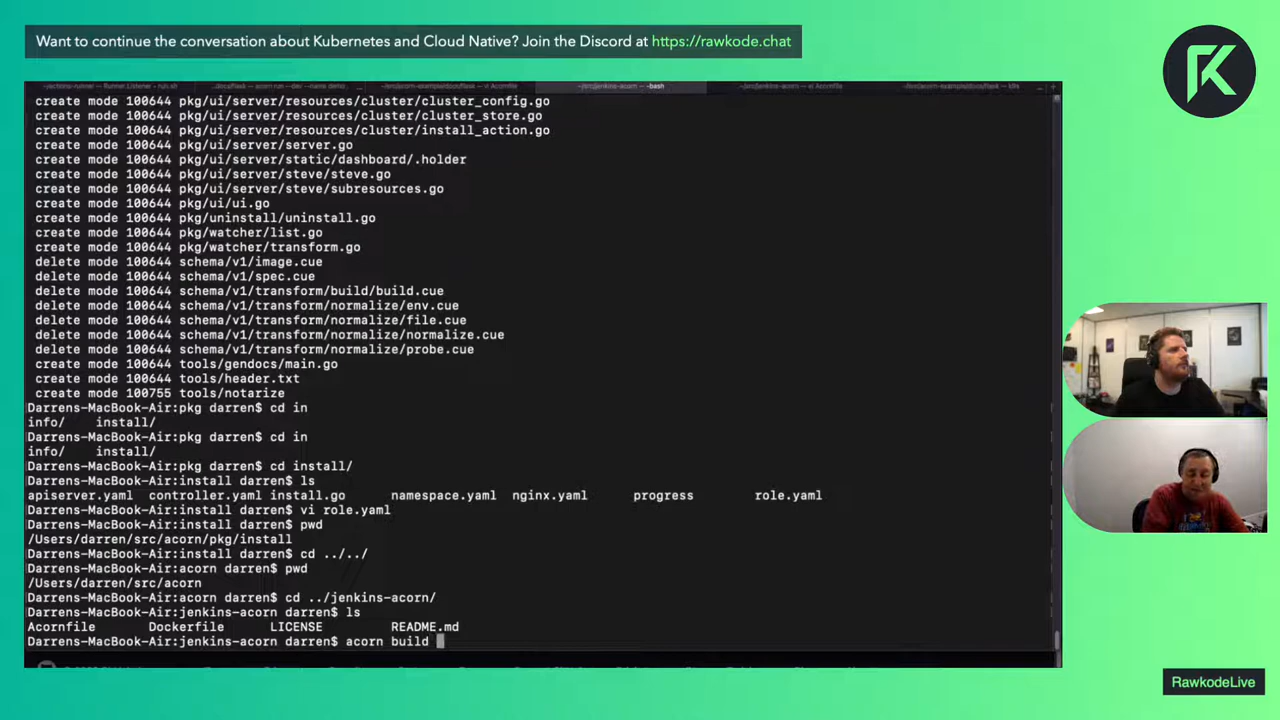 Want to continue the conversation about Kubernetes and Cloud Native? Join the Discord at https://rawkode.chat
create mode 100644 pkg/ui/server/resources/cluster/cluster_config.go
create mode 100644 pkg/ui/server/resources/cluster/cluster_store.go
create mode 100644 pkg/ui/server/resources/cluster/install_action.go
create mode 100644 pkg/ui/server/server.go
create mode 100644 pkg/ui/server/static/dashboard/.holder
create mode 100644 pkg/ui/server/steve/steve.go
create mode 100644 pkg/ui/server/steve/subresources.go
create mode 100644 pkg/ui/ui.go
create mode 100644 pkg/uninstall/uninstall.go
create mode 100644 pkg/watcher/list.go
create mode 100644 pkg/watcher/transform.go
delete mode 100644 schema/v1/image.cue
delete mode 100644 schema/v1/spec.cue
delete mode 100644 schema/v1/transform/build/build.cue
delete mode 100644 schema/v1/transform/normalize/env.cue
delete mode 100644 schema/v1/transform/normalize/file.cue
delete mode 100644 schema/v1/transform/normalize/normalize.cue
delete mode 100644 schema/v1/transform/normalize/probe.cue
create mode 100644 tools/gendocs/main.go
create mode 100644 tools/header.txt
create mode 100755 tools/notarize
Darrens-MacBook-Air:pkg darren$ cd in
info/ install/
Darrens-MacBook-Air:pkg darren$ cd in
info/ install/
Darrens-MacBook-Air:pkg darren$ cd install/
Darrens-MacBook-Air:install darren$ ls
apiserver.yaml controller.yaml install.go namespace.yaml nginx.yaml progress role.yaml
Darrens-MacBook-Air:install darren$ vi role.yaml
Darrens-MacBook-Air:install darren$ pwd
/Users/darren/src/acorn/pkg/install
Darrens-MacBook-Air:install darren$ cd ../../
Darrens-MacBook-Air:acorn darren$ pwd
/Users/darren/src/acorn
Darrens-MacBook-Air:acorn darren$ cd ../jenkins-acorn/
Darrens-MacBook-Air:jenkins-acorn darren$ ls
Acornfile Dockerfile LICENSE README.md
Darrens-MacBook-Air:jenkins-acorn darren$ acorn build
RawkodeLive